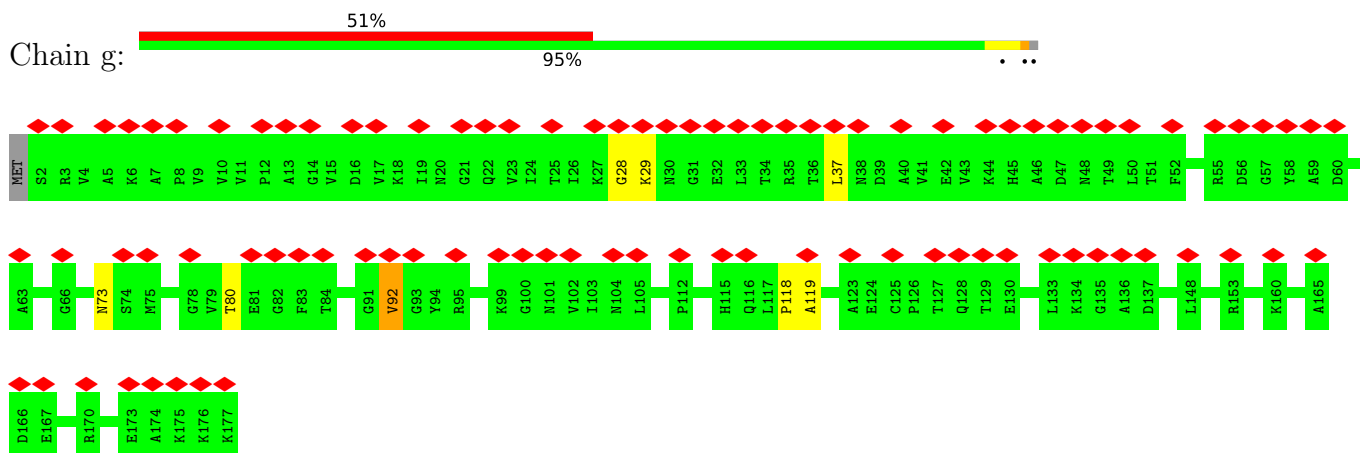 51%
Chain g:
95%
. ..
MET S2 R3 V4 A5 K6 A7 P8 V9 V10 V11 P12 A13 G14 V15 D16 V17 K18 I19 N20 G21 Q22 V23 I24 T25 I26 K27 G28 K29 N30 G31 E32 L33 T34 R35 T36 L37 N38 D39 A40 V41 E42 V43 K44 H45 A46 D47 N48 T49 L50 T51 F52 R55 D56 G57 Y58 A59 D60
A63 G66 N73 S74 M75 G78 V79 T80 E81 G82 F83 T84 G91 V92 G93 Y94 R95 K99 G100 N101 V102 I103 N104 L105 P112 H115 Q116 L117 P118 A119 A123 E124 C125 P126 T127 Q128 T129 E130 L133 K134 G135 A136 D137 L148 R153 K160 A165
D166 E167 R170 E173 A174 K175 K176 K177